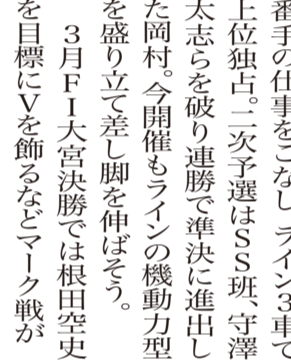 番手の仕事をこなし、ライン3車で
上位独占。二次予選はSS班、守澤
太志らを破り連勝で準決に進出し
た岡村。今開催もラインの機動力型
を盛り立て差し脚を伸ばそう。
3月FI大宮決勝では根田空史
を目標にVを飾るなどマーク戦が